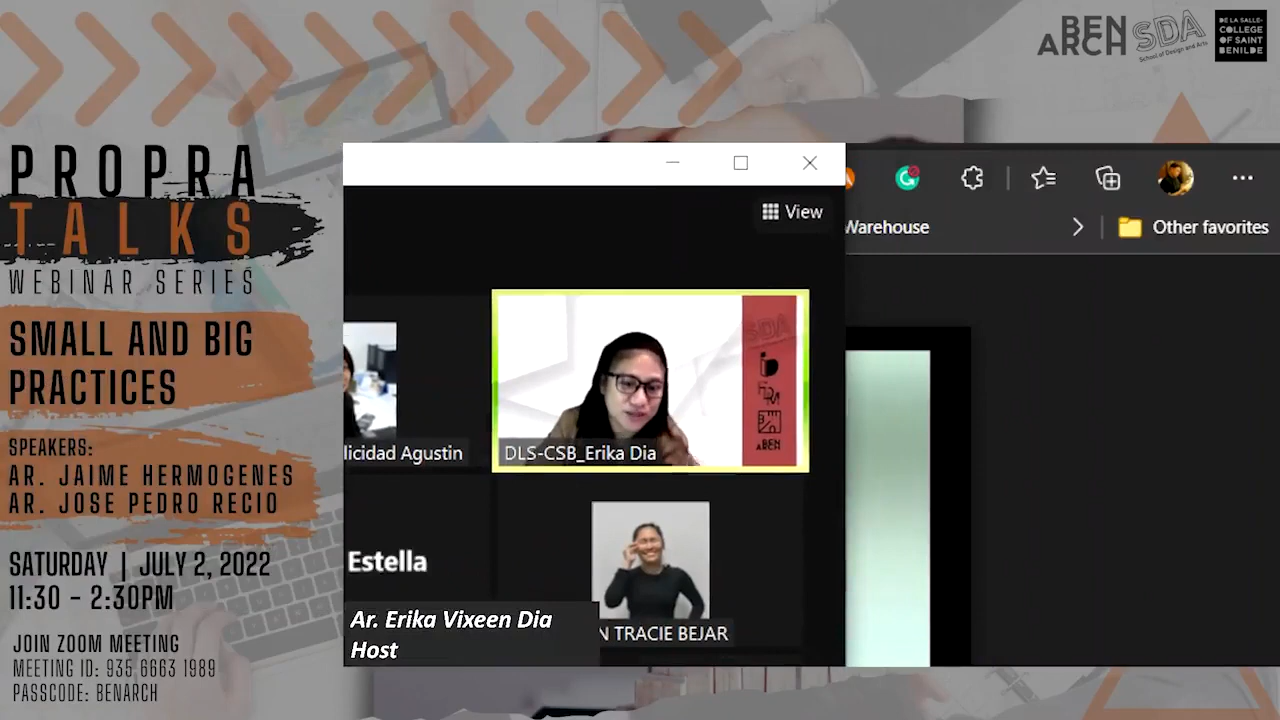 PROPRA
TALKS
WEBINAR SERIES
SMALL AND BIG
PRACTICES
SPEAKERS:
AR. JAIME HERMOGENES
AR. JOSE PEDRO RECIO
SATURDAY | JULY 2, 2022
11:30 - 2:30PM
JOIN ZOOM MEETING
MEETING ID: 935 6663 1989
PASSCODE: BENARCH
BEN
ARCH
SDA
School of Design and Arts
DE LA SALLE-
COLLEGE
OF SAINT
BENILDE
View
Warehouse
Other favorites
SDA
ABEN
licidad Agustin
DLS-CSB_Erika Dia
Estella
N TRACIE BEJAR
Ar. Erika Vixeen Dia
Host